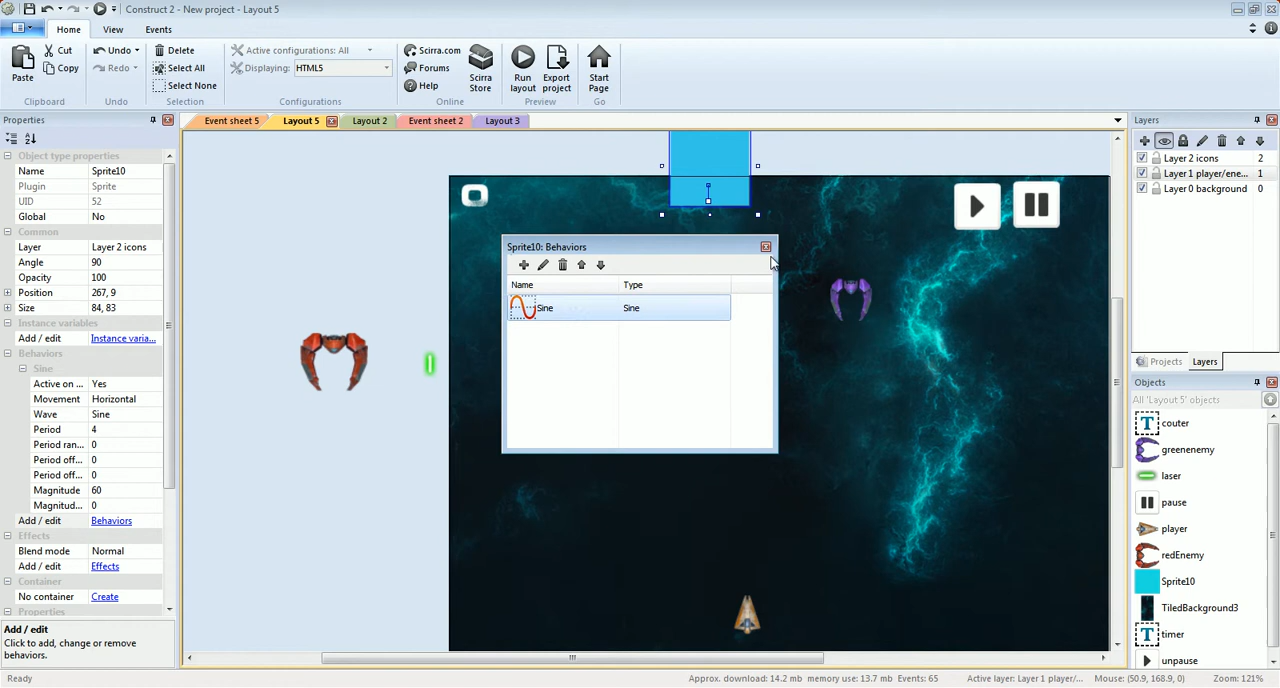 Construct 2 - New project - Layout 5
Home View Events
Paste
Cut
Copy
Clipboard
Undo
Redo
Undo
Delete
Select All
Select None
Selection
Active configurations: All
Displaying: HTML5
Configurations
Scirra.com
Forums
Help
Scirra Store
Online
Run layout
Export project
Preview
Start Page
Go
Properties
Event sheet 5 Layout 5 Layout 2 Event sheet 2 Layout 3
Object type properties
Name Sprite10
Plugin Sprite
UID 52
Global No
Common
Layer Layer 2 icons
Angle 90
Opacity 100
Position 267, 9
Size 84, 83
Instance variables
Add / edit Instance varia...
Behaviors
Sine
Active on ... Yes
Movement Horizontal
Wave Sine
Period 4
Period ran... 0
Period off... 0
Period off... 0
Magnitude 60
Magnitud... 0
Add / edit Behaviors
Effects
Blend mode Normal
Add / edit Effects
Container
No container Create
Properties
Add / edit
Click to add, change or remove
behaviors.
Sprite10: Behaviors
Name Type
Sine Sine
Layers
Layer 2 icons 2
Layer 1 player/ene... 1
Layer 0 background 0
Projects Layers
Objects
All 'Layout 5' objects
couter
greenenemy
laser
pause
player
redEnemy
Sprite10
TiledBackground3
timer
unpause
Ready Approx. download: 14.2 mb memory use: 13.7 mb Events: 65 Active layer: Layer 1 player/... Mouse: (50.9, 168.9, 0) Zoom: 121%